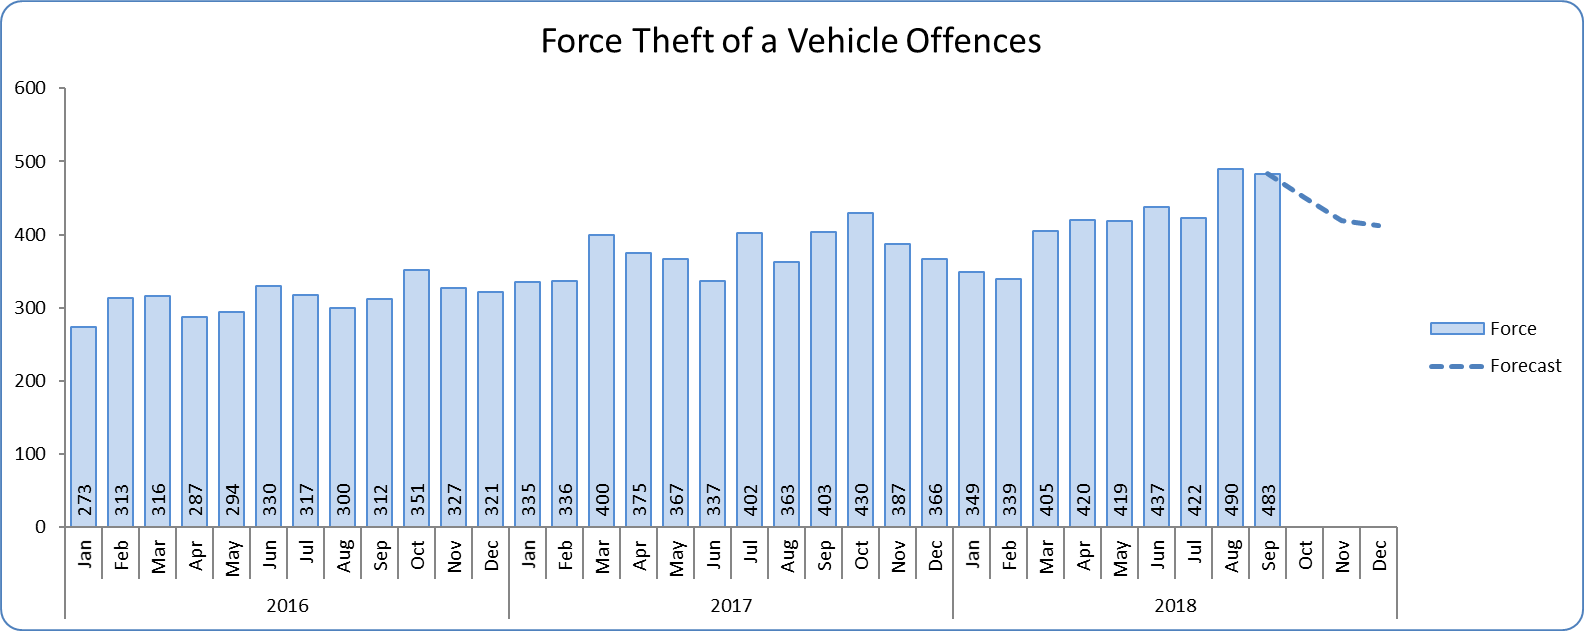 Force Theft of a Vehicle Offences
600
500
400
300
200
100
0
273 313 316 287 294 330 317 300 312 351 327 321 335 336 400 375 367 337 402 363 403 430 387 366 349 339 405 420 419 437 422 490 483
Jan Feb Mar Apr May Jun Jul Aug Sep Oct Nov Dec Jan Feb Mar Apr May Jun Jul Aug Sep Oct Nov Dec Jan Feb Mar Apr May Jun Jul Aug Sep Oct Nov Dec
2016 2017 2018
Force
Forecast